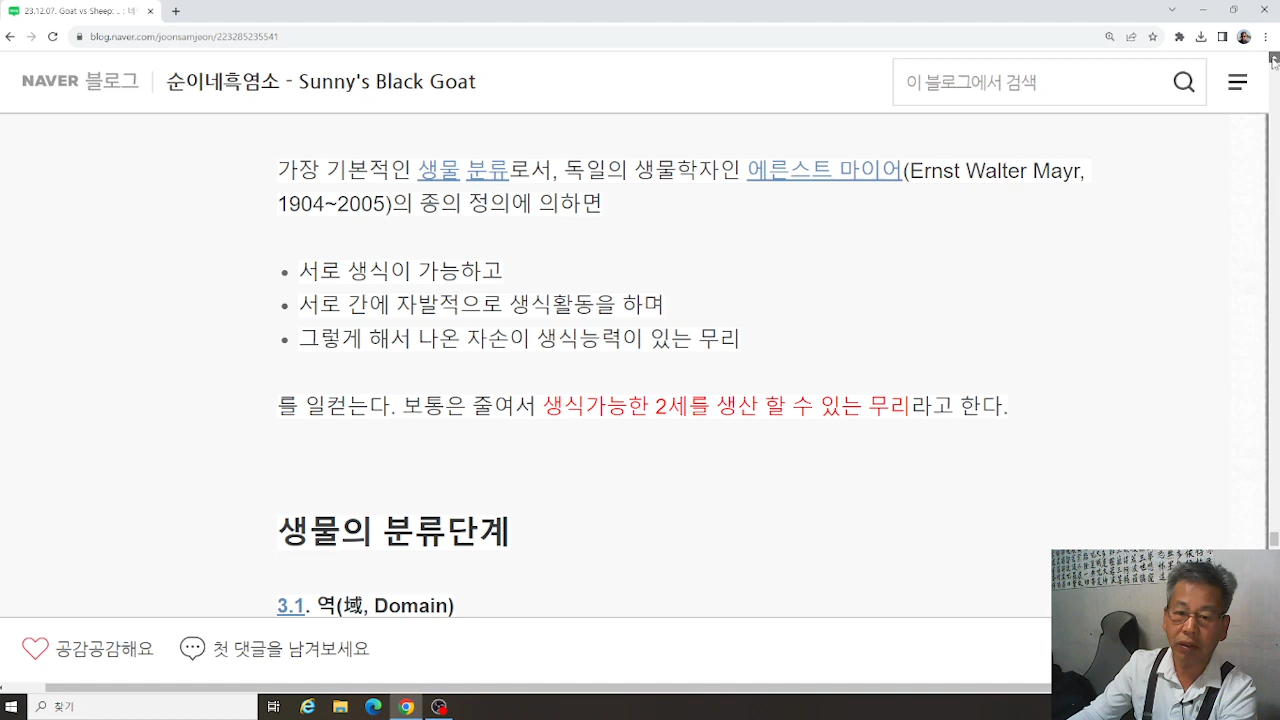 23.12.07. Goat vs Sheep: .. : 네
blog.naver.com/joonsamjeon/223285235541
NAVER 블로그 순이네흑염소 - Sunny's Black Goat
이 블로그에서 검색
가장 기본적인 생물 분류로서, 독일의 생물학자인 에른스트 마이어(Ernst Walter Mayr,
1904~2005)의 종의 정의에 의하면
서로 생식이 가능하고
서로 간에 자발적으로 생식활동을 하며
그렇게 해서 나온 자손이 생식능력이 있는 무리
를 일컫는다. 보통은 줄여서 생식가능한 2세를 생산 할 수 있는 무리라고 한다.
생물의 분류단계
3.1. 역(域, Domain)
공감공감해요 첫 댓글을 남겨보세요
찾기